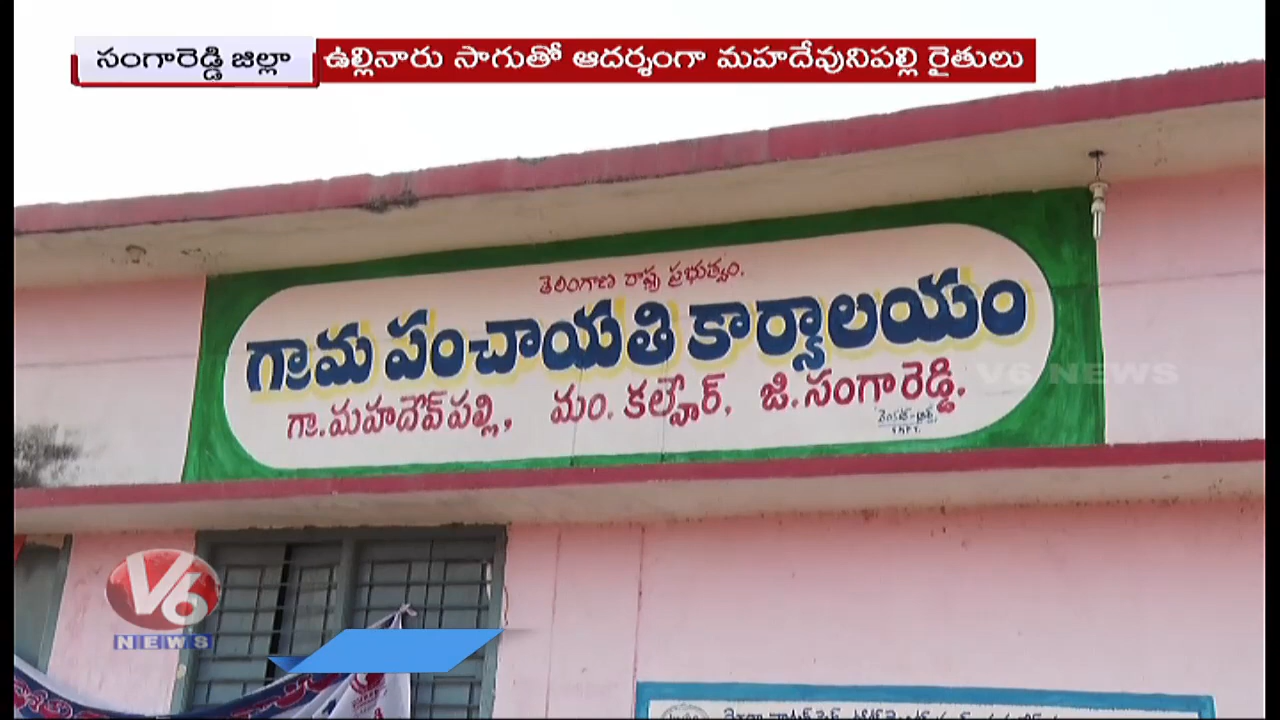 సంగారెడ్డి జిల్లా ఉల్లినారు సాగుతో ఆదర్శంగా మహదేవునిపల్లి రైతులు
తెలంగాణ రాష్ట్ర ప్రభుత్వం.
గ్రామ పంచాయతి కార్యాలయం
గ్రా.మహదేవ్‌పల్లి, మం. కల్హేర్, జి.సంగారెడ్డి.
V6 NEWS
V6
NEWS